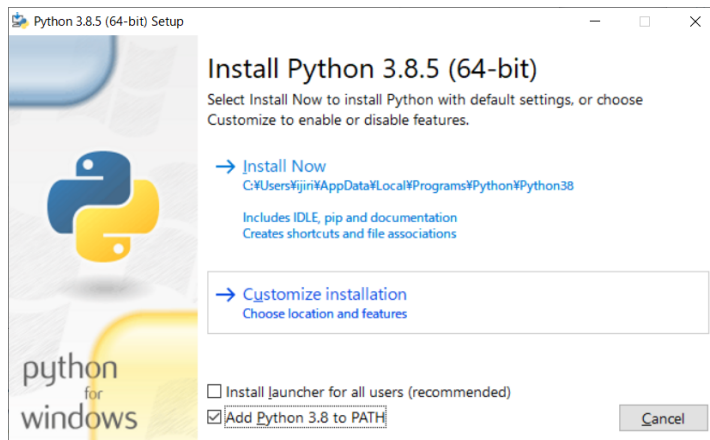 Python 3.8.5 (64-bit) Setup
Install Python 3.8.5 (64-bit)
Select Install Now to install Python with default settings, or choose
Customize to enable or disable features.
Install Now
C:¥Users¥ijiri¥AppData¥Local¥Programs¥Python¥Python38
Includes IDLE, pip and documentation
Creates shortcuts and file associations
Customize installation
Choose location and features
python
for
windows
Install launcher for all users (recommended)
Add Python 3.8 to PATH
Cancel